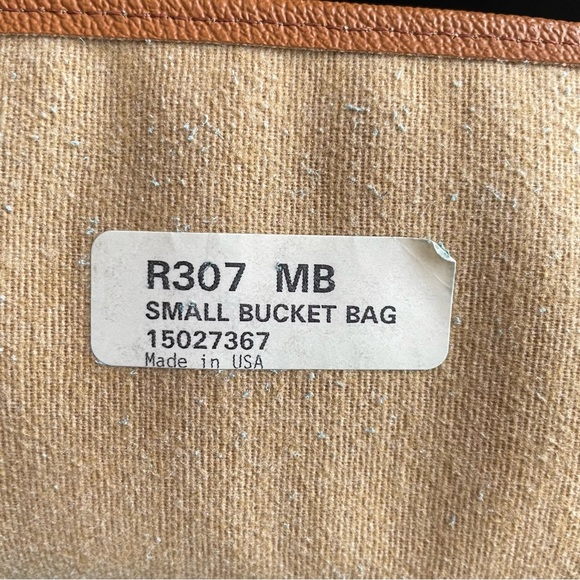 R307 MB
SMALL BUCKET BAG
15027367
Made in USA